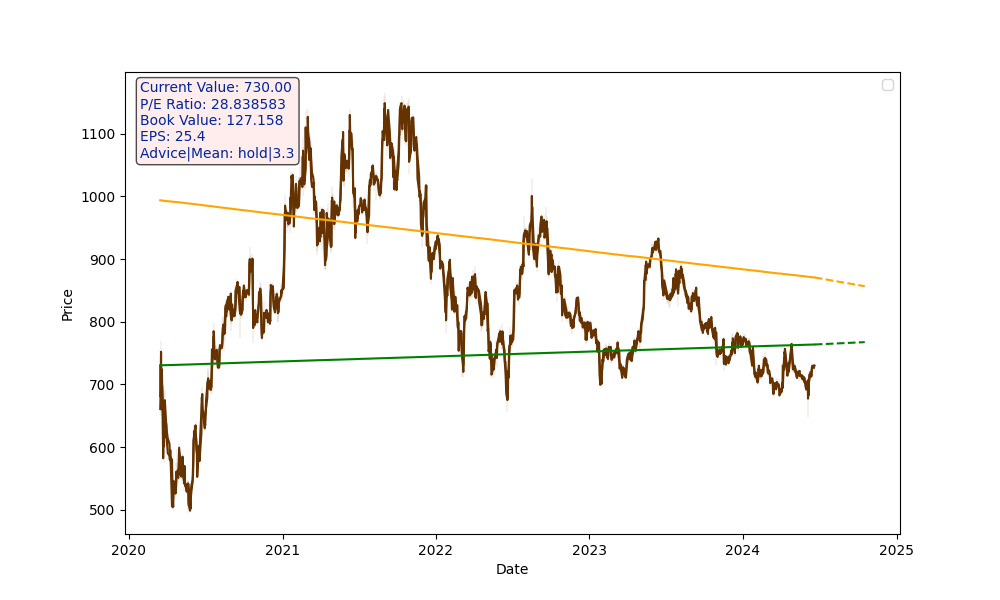 Current Value: 730.00
P/E Ratio: 28.838583
Book Value: 127.158
EPS: 25.4
Advice|Mean: hold|3.3
1100
1000
900
800
700
600
500
Price
2020
2021
2022
2023
2024
2025
Date